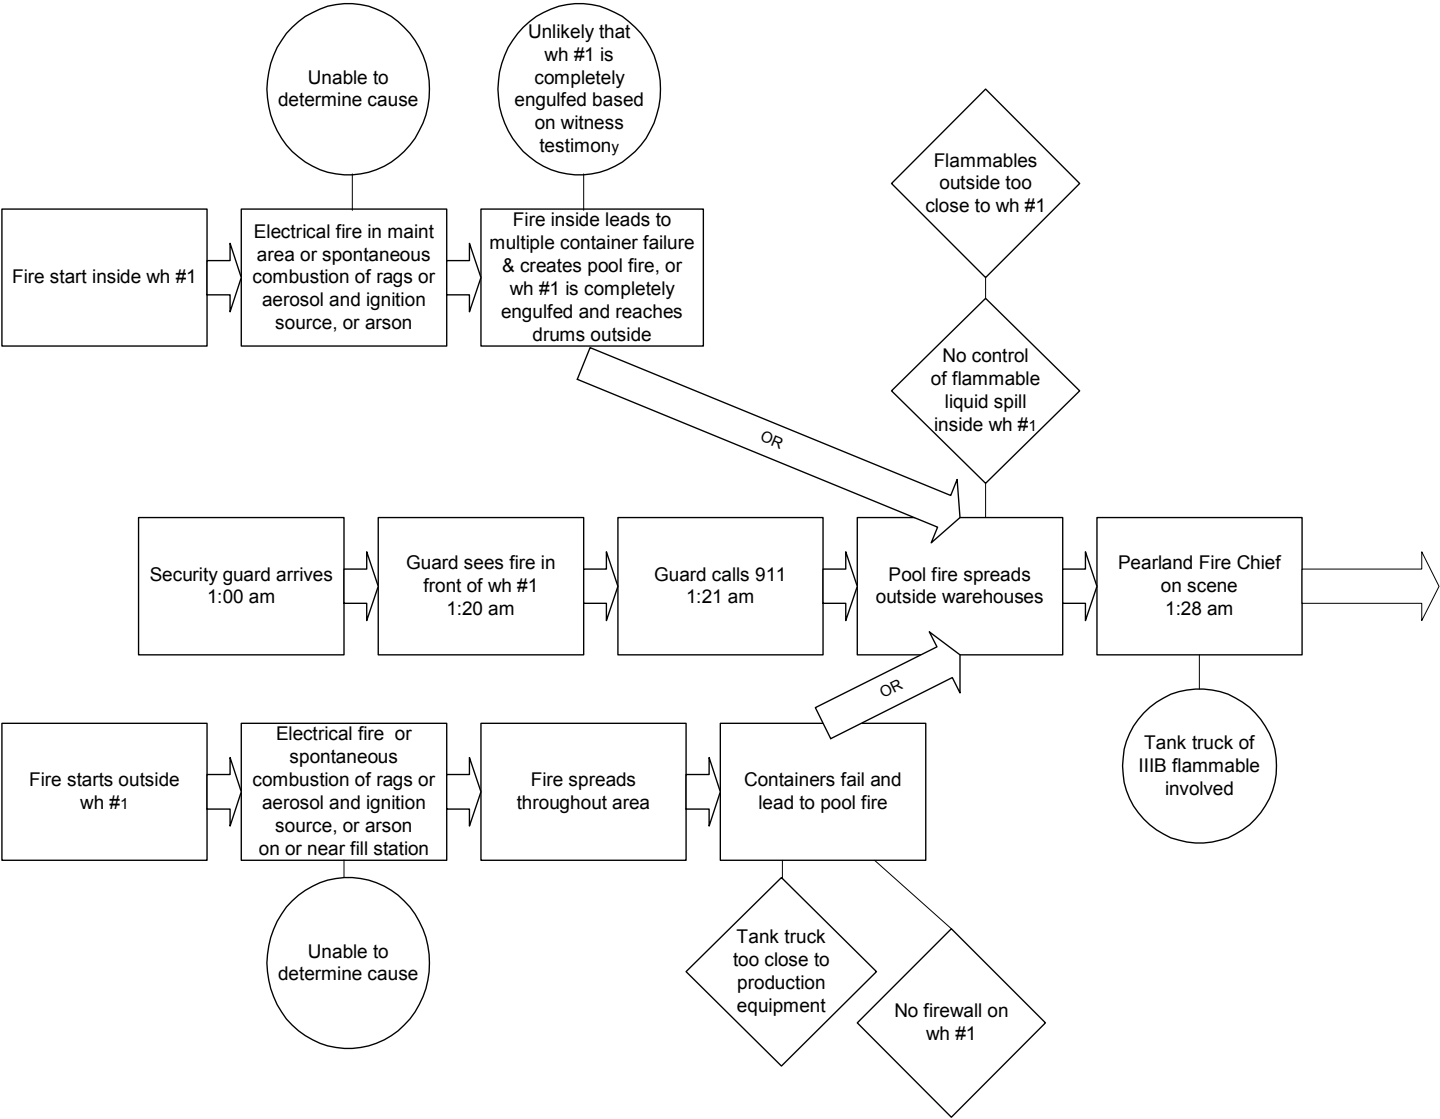 Unable to
determine cause
Unlikely that
wh #1 is
completely
engulfed based
on witness
testimony
Flammables
outside too
close to wh #1
Fire start inside wh #1
Electrical fire in maint
area or spontaneous
combustion of rags or
aerosol and ignition
source, or arson
Fire inside leads to
multiple container failure
& creates pool fire, or
wh #1 is completely
engulfed and reaches
drums outside
No control
of flammable
liquid spill
inside wh #1
OR
Security guard arrives
1:00 am
Guard sees fire in
front of wh #1
1:20 am
Guard calls 911
1:21 am
Pool fire spreads
outside warehouses
Pearland Fire Chief
on scene
1:28 am
OR
Fire starts outside
wh #1
Electrical fire or
spontaneous
combustion of rags or
aerosol and ignition
source, or arson
on or near fill station
Fire spreads
throughout area
Containers fail and
lead to pool fire
Tank truck of
IIIB flammable
involved
Unable to
determine cause
Tank truck
too close to
production
equipment
No firewall on
wh #1